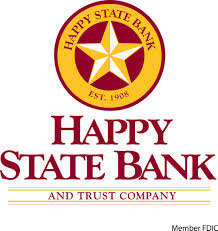 HAPPY STATE BANK
EST. 1908
HAPPY
STATE BANK
AND TRUST COMPANY
Member FDIC